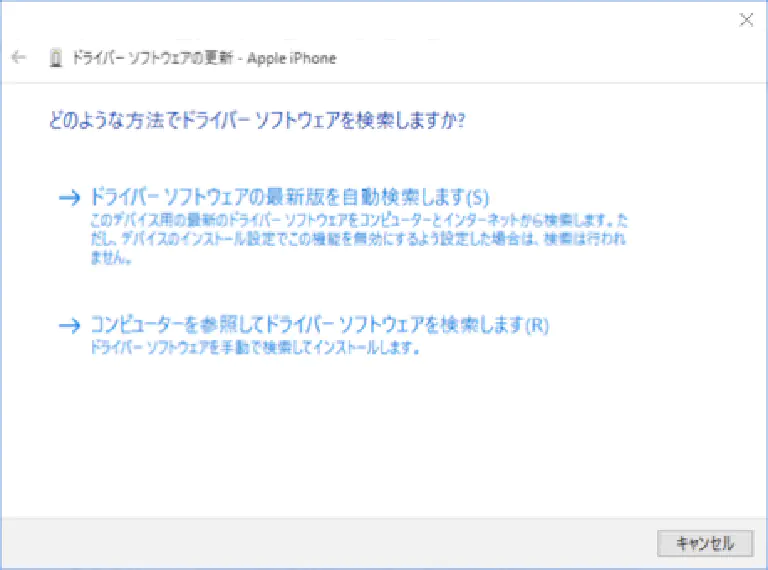 ドライバー ソフトウェアの更新 - Apple iPhone
どのような方法でドライバー ソフトウェアを検索しますか?
ドライバー ソフトウェアの最新版を自動検索します(S)
このデバイス用の最新のドライバー ソフトウェアをコンピューターとインターネットから検索します。た
だし、デバイスのインストール設定でこの機能を無効にするよう設定した場合は、検索は行われ
ません。
コンピューターを参照してドライバー ソフトウェアを検索します(R)
ドライバー ソフトウェアを手動で検索してインストールします。
キャンセル